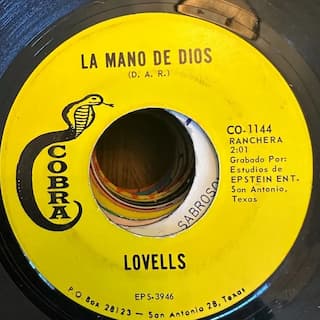 LA MANO DE DIOS
(D. A. R.)
COBRA
CO-1144
RANCHERA
2:01
Grabado Por:
Estudios de
EPSTEIN ENT.
San Antonio,
Texas
SABROSO
LOVELLS
EPS-3946
P. O. Box 28123 — San Antonio 28, Texas